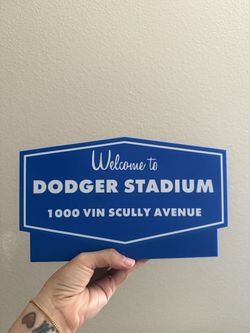 Welcome to
DODGER STADIUM
1000 VIN SCULLY AVENUE